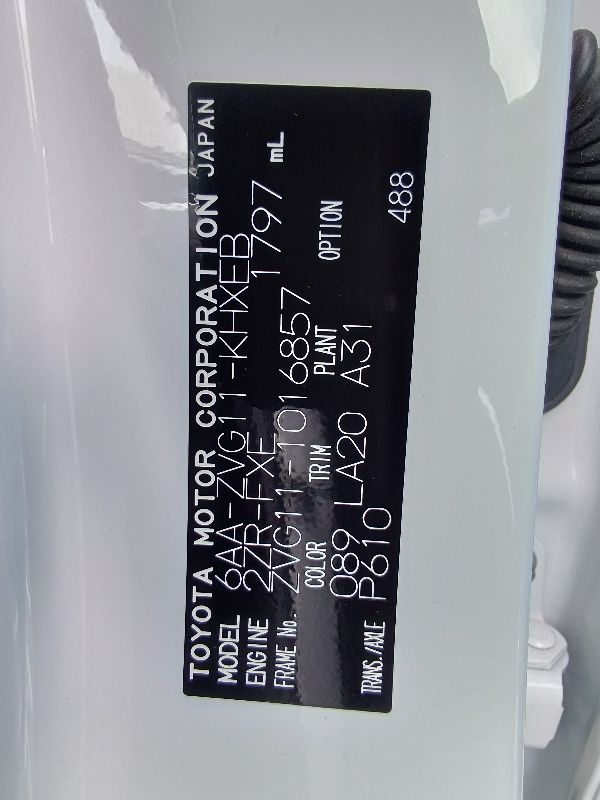 TOYOTA MOTOR CORPORATION JAPAN
MODEL 6AA-ZVG11-KHXEB
ENGINE 2ZR-FXE 1797 mL
FRAME No. ZVG11-1016857
COLOR TRIM PLANT OPTION
089 LA20 A31
TRANS./AXLE P610 488